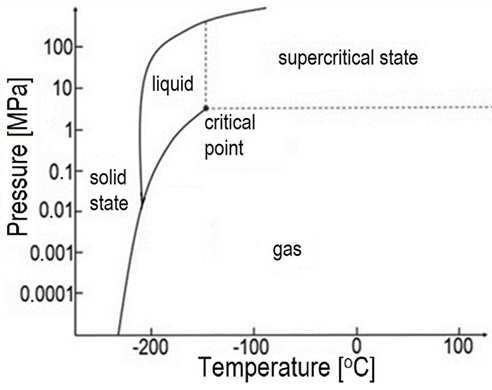 Pressure [MPa]
100
10
1
0.1
0.01
0.001
0.0001
supercritical state
liquid
critical
point
solid
state
gas
-200
-100
0
100
Temperature [°C]